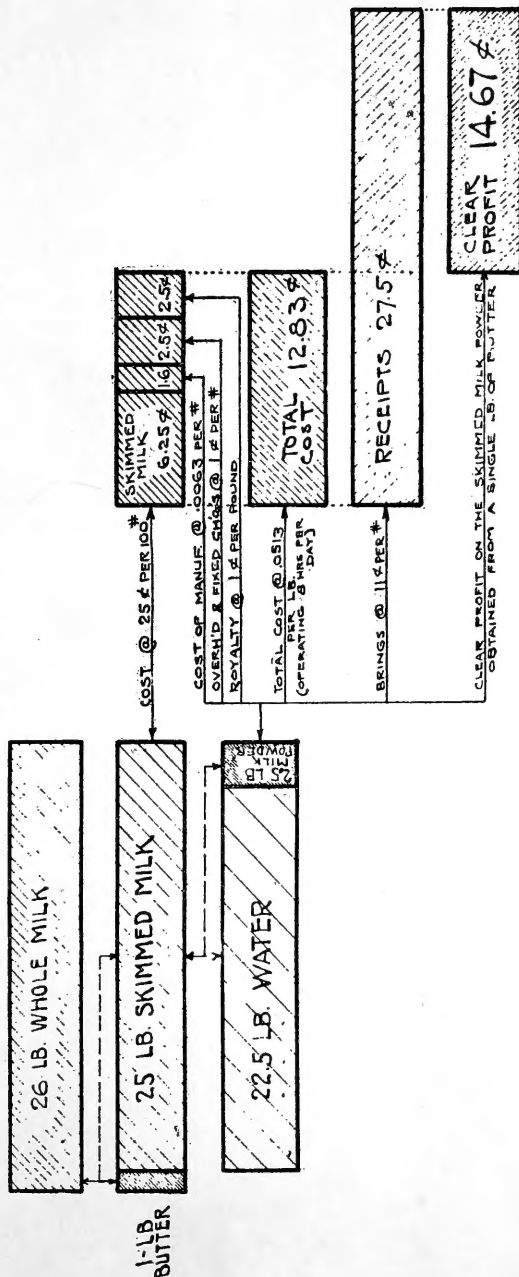 26 LB. WHOLE MILK
1-LB
BUTTER
25 LB. SKIMMED MILK
22.5 LB. WATER
2.5 LB
MILK
POWDER
COST @ 25¢ PER 100#
SKIMMED
MILK
6.25¢
1.6
2.5¢
2.5¢
COST OF MANUF @ .0063 PER #
OVERH'D & FIXED CHGS @ 1¢ PER #
ROYALTY @ 1¢ PER POUND
TOTAL COST @ .0513
PER LB.
(OPERATING 8 HRS PER
DAY)
TOTAL
COST 12.83¢
BRINGS @ 11¢ PER #
RECEIPTS 27.5¢
CLEAR PROFIT ON THE SKIMMED MILK POWDER
OBTAINED FROM A SINGLE LB. OF BUTTER
CLEAR
PROFIT 14.67¢